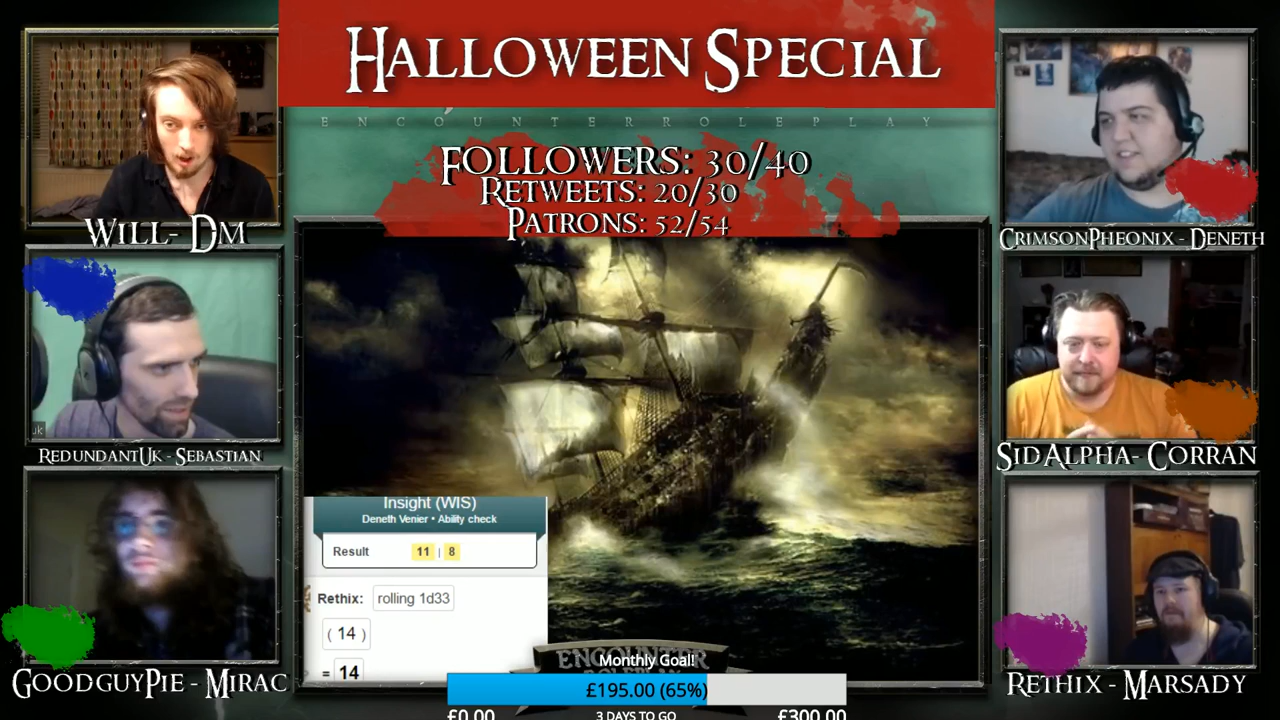 Halloween Special
ENCOUNTERROLEPLAY
Followers: 30/40
Retweets: 20/30
Patrons: 52/54
Will- Dm
CrimsonPheonix - Deneth
uk
RedundantUk - Sebastian
SidAlpha- Corran
GoodguyPie - Mirac
Rethix - Marsady
Insight (WIS)
Deneth Venier • Ability check
Result 11 | 8
Rethix: rolling 1d33
( 14 )
= 14
ENCOUNTER
Monthly Goal!
£195.00 (65%)
£0.00 3 DAYS TO GO £300.00